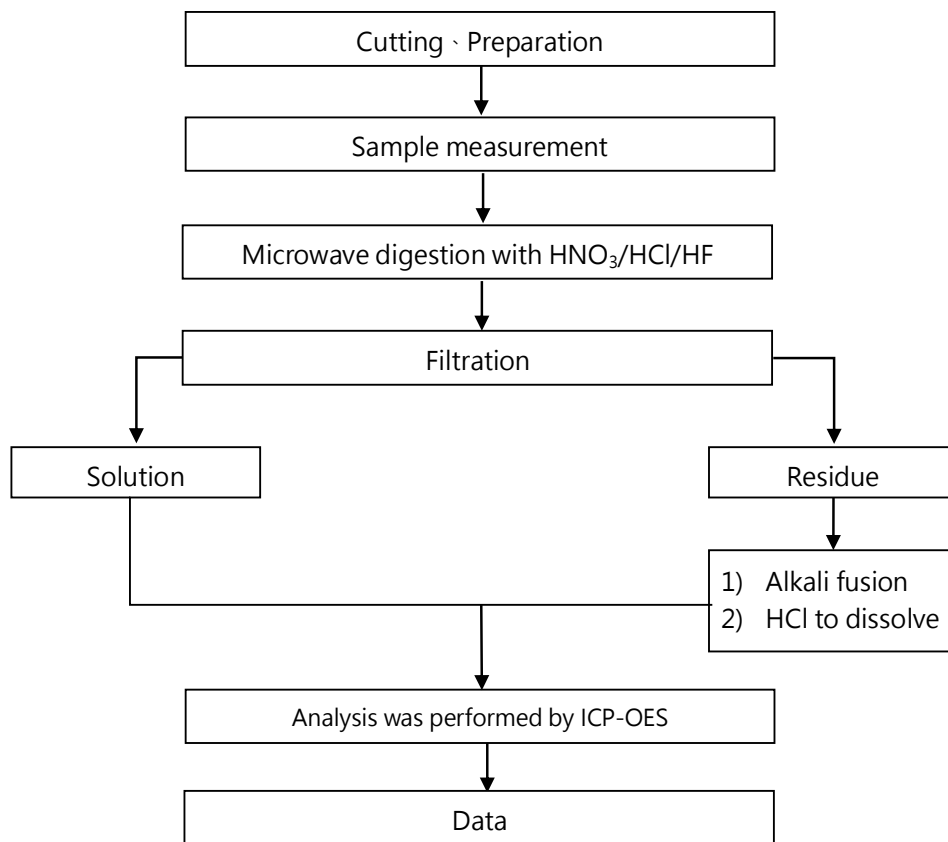 Cutting、Preparation
Sample measurement
Microwave digestion with HNO₃/HCl/HF
Filtration
Solution
Residue
1) Alkali fusion
2) HCl to dissolve
Analysis was performed by ICP-OES
Data